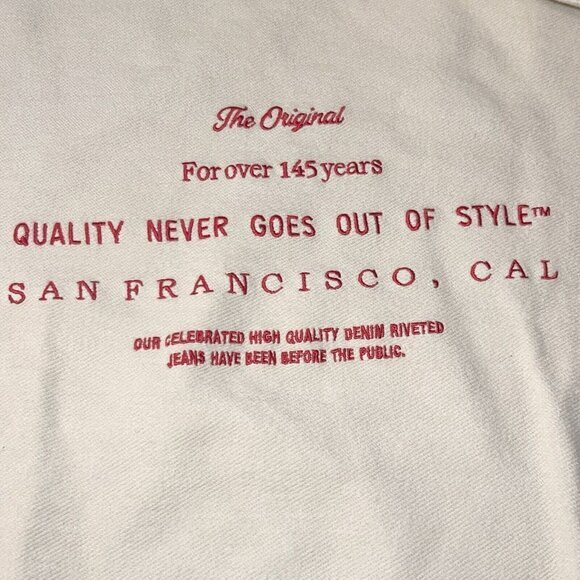 The Original
For over 145 years
QUALITY NEVER GOES OUT OF STYLE™
SAN FRANCISCO, CAL
OUR CELEBRATED HIGH QUALITY DENIM RIVETED
JEANS HAVE BEEN BEFORE THE PUBLIC.